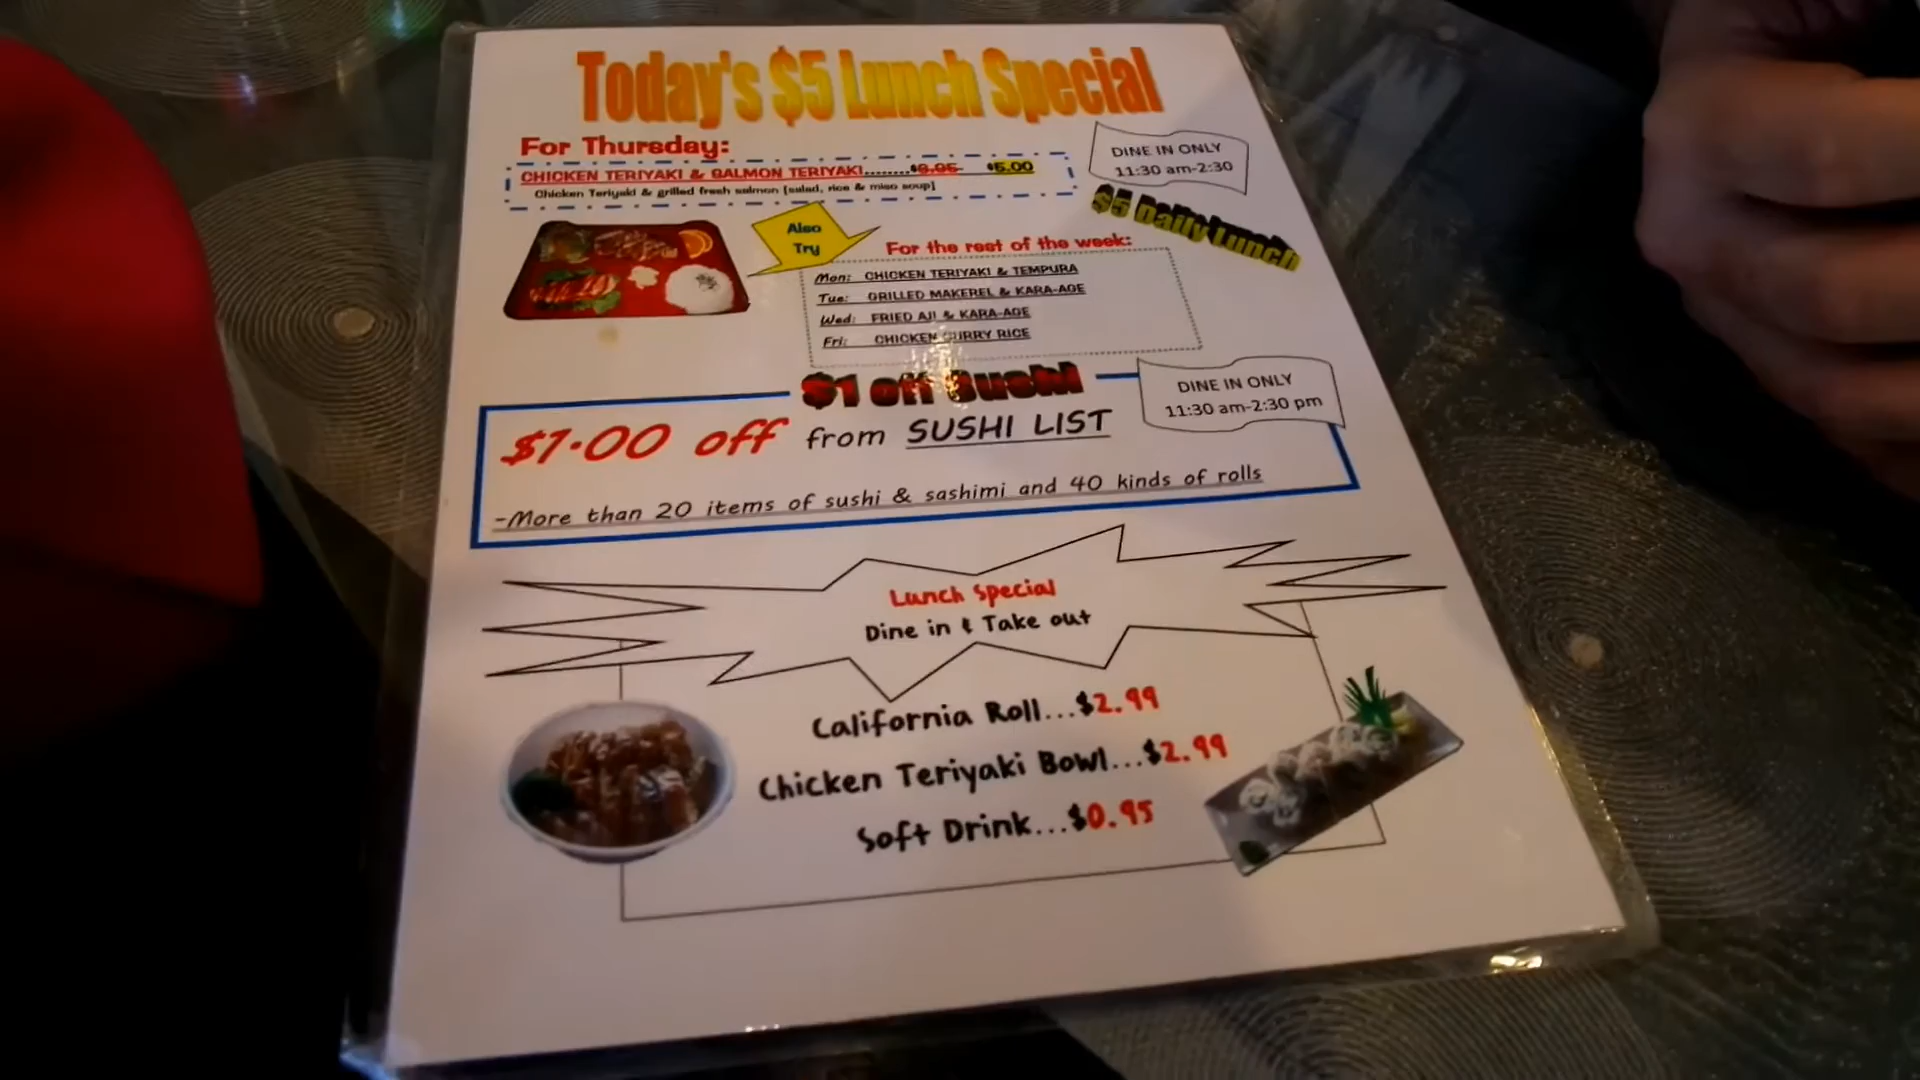 Today's $5 Lunch Special
For Thursday:
CHICKEN TERIYAKI & SALMON TERIYAKI........$8.95 $5.00
Chicken Teriyaki & grilled fresh salmon [salad, rice & miso soup]
DINE IN ONLY
11:30 am-2:30
$5 Daily Lunch
Also
Try
For the rest of the week:
Mon: CHICKEN TERIYAKI & TEMPURA
Tue: GRILLED MAKEREL & KARA-AGE
Wed: FRIED AJI & KARA-AGE
Fri: CHICKEN CURRY RICE
$1 off Sushi
DINE IN ONLY
11:30 am-2:30 pm
$1.00 off from SUSHI LIST
-More than 20 items of sushi & sashimi and 40 kinds of rolls
Lunch Special
Dine in & Take out
California Roll...$2.99
Chicken Teriyaki Bowl...$2.99
Soft Drink...$0.95